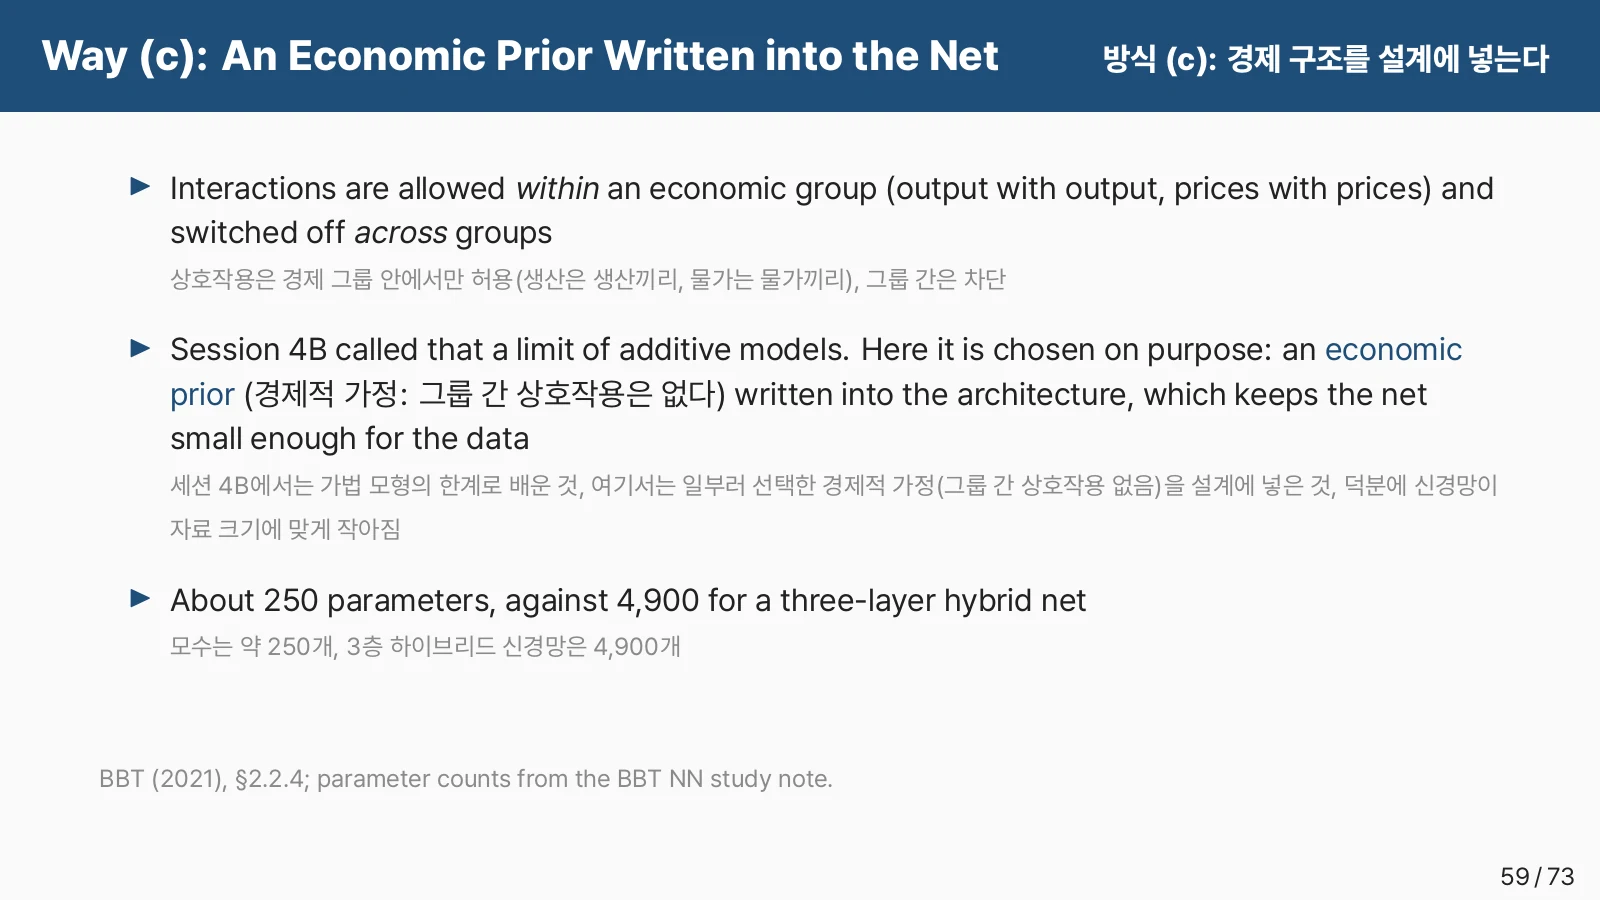 Way (c): An Economic Prior Written into the Net
방식 (c): 경제 구조를 설계에 넣는다
▶ Interactions are allowed within an economic group (output with output, prices with prices) and
switched off across groups
상호작용은 경제 그룹 안에서만 허용(생산은 생산끼리, 물가는 물가끼리), 그룹 간은 차단
▶ Session 4B called that a limit of additive models. Here it is chosen on purpose: an economic
prior (경제적 가정: 그룹 간 상호작용은 없다) written into the architecture, which keeps the net
small enough for the data
세션 4B에서는 가법 모형의 한계로 배운 것, 여기서는 일부러 선택한 경제적 가정(그룹 간 상호작용 없음)을 설계에 넣은 것, 덕분에 신경망이
자료 크기에 맞게 작아짐
▶ About 250 parameters, against 4,900 for a three-layer hybrid net
모수는 약 250개, 3층 하이브리드 신경망은 4,900개
BBT (2021), §2.2.4; parameter counts from the BBT NN study note.
59 / 73